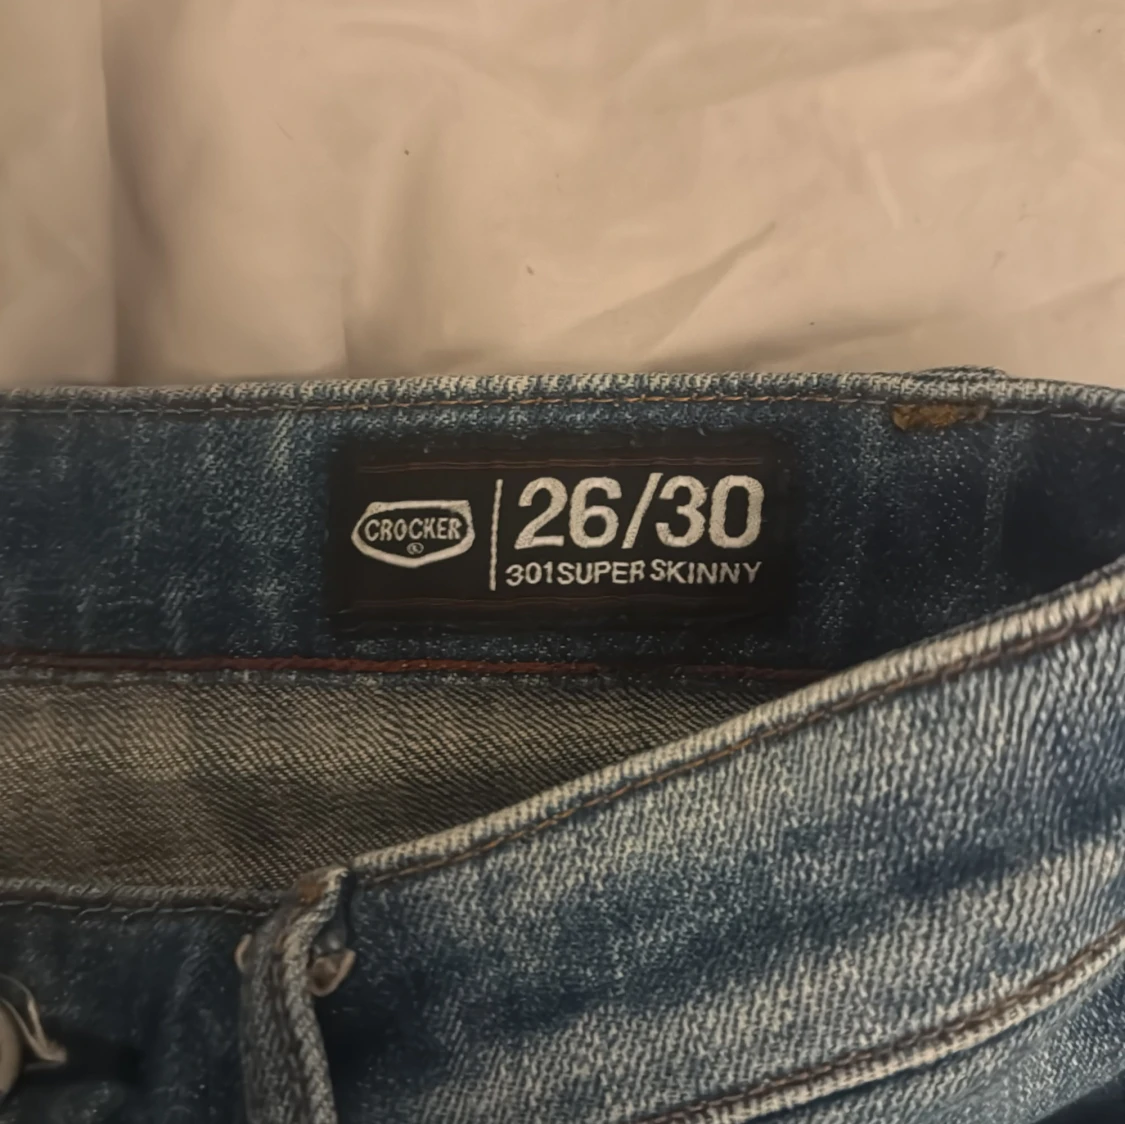 CROCKER
®
26/30
301 SUPER SKINNY